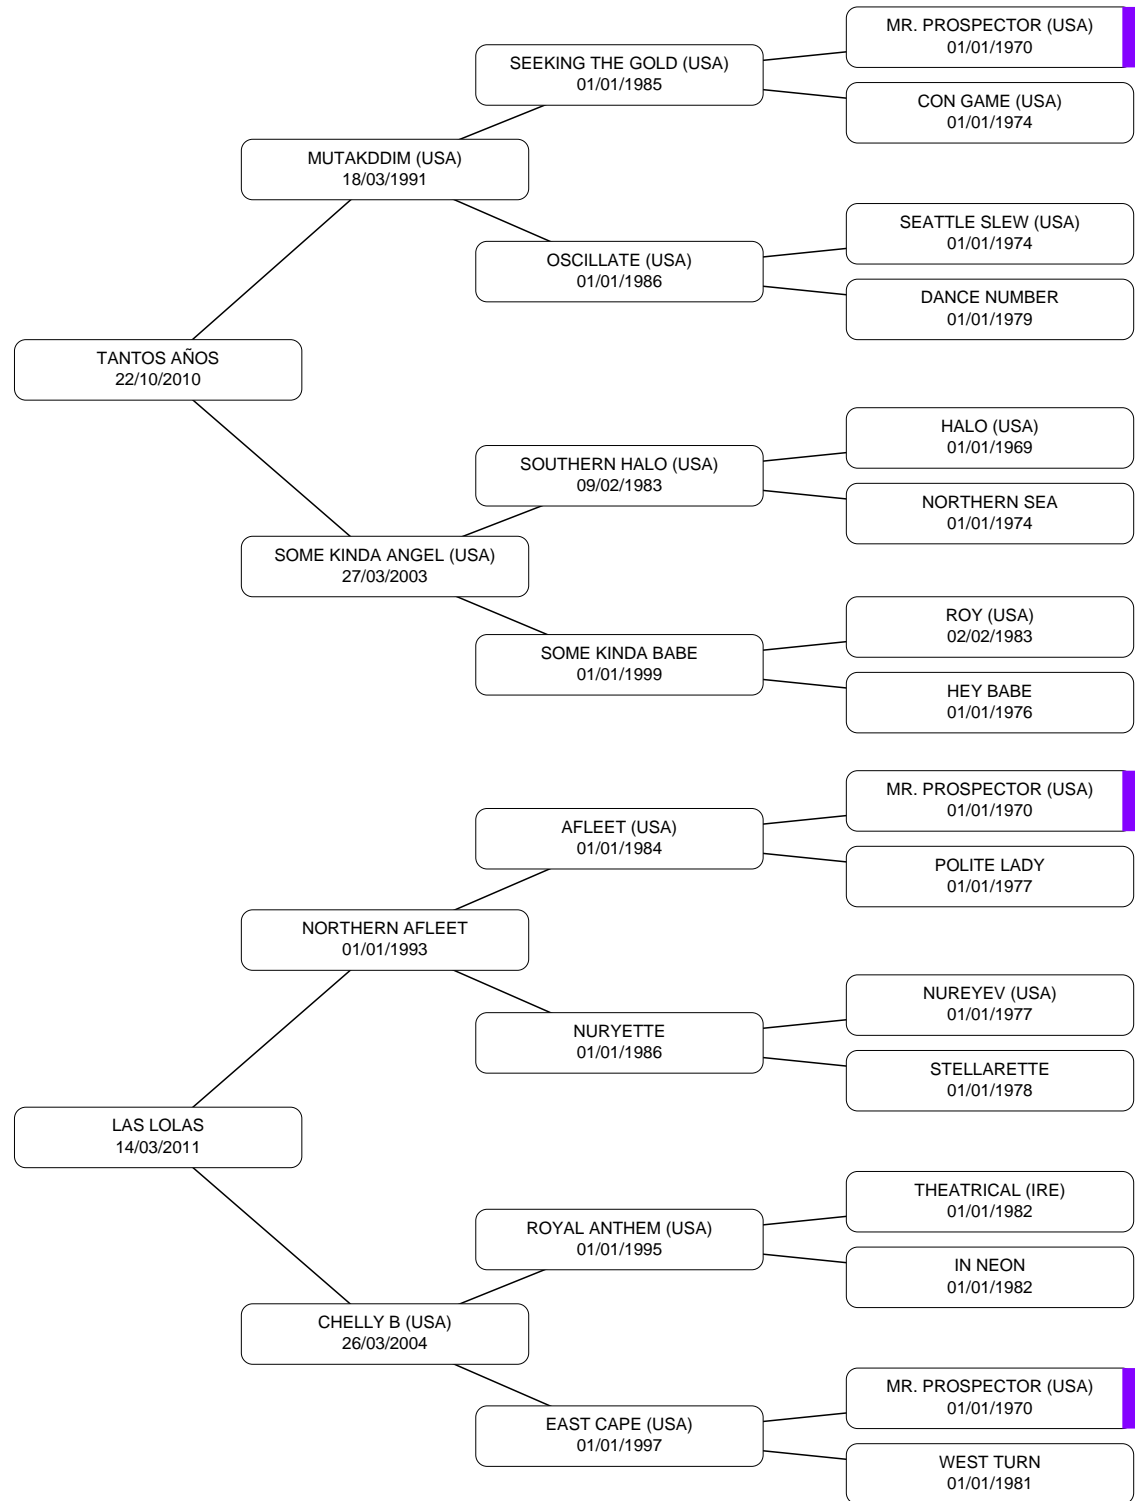 MR. PROSPECTOR (USA)
01/01/1970
SEEKING THE GOLD (USA)
01/01/1985
CON GAME (USA)
01/01/1974
MUTAKDDIM (USA)
18/03/1991
SEATTLE SLEW (USA)
01/01/1974
OSCILLATE (USA)
01/01/1986
DANCE NUMBER
01/01/1979
TANTOS AÑOS
22/10/2010
HALO (USA)
01/01/1969
SOUTHERN HALO (USA)
09/02/1983
NORTHERN SEA
01/01/1974
SOME KINDA ANGEL (USA)
27/03/2003
ROY (USA)
02/02/1983
SOME KINDA BABE
01/01/1999
HEY BABE
01/01/1976
MR. PROSPECTOR (USA)
01/01/1970
AFLEET (USA)
01/01/1984
POLITE LADY
01/01/1977
NORTHERN AFLEET
01/01/1993
NUREYEV (USA)
01/01/1977
NURYETTE
01/01/1986
STELLARETTE
01/01/1978
LAS LOLAS
14/03/2011
THEATRICAL (IRE)
01/01/1982
ROYAL ANTHEM (USA)
01/01/1995
IN NEON
01/01/1982
CHELLY B (USA)
26/03/2004
MR. PROSPECTOR (USA)
01/01/1970
EAST CAPE (USA)
01/01/1997
WEST TURN
01/01/1981